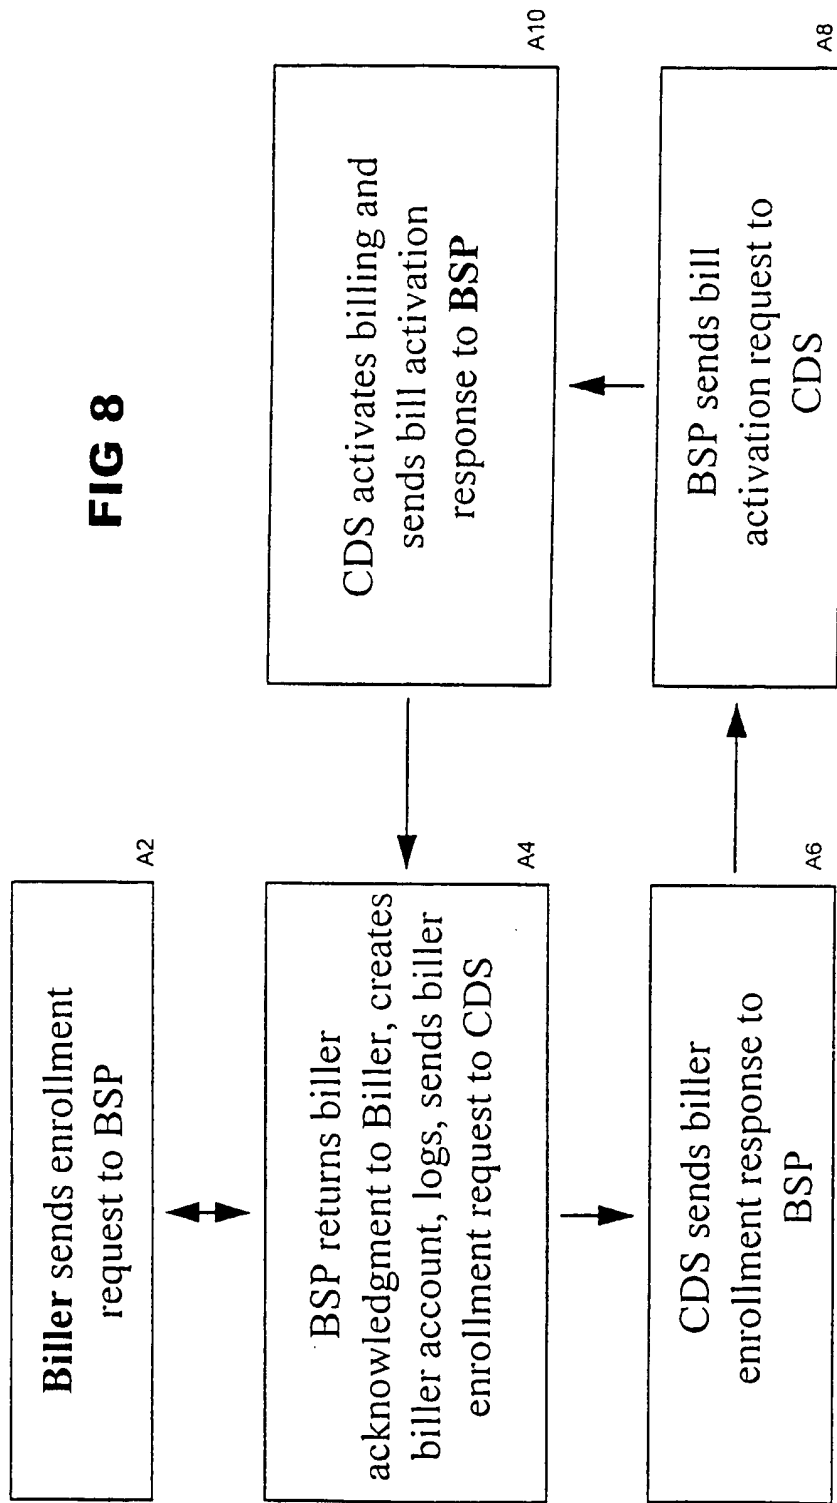 FIG 8
Biller sends enrollment
request to BSP
A2
BSP returns biller
acknowledgment to Biller, creates
biller account, logs, sends biller
enrollment request to CDS
A4
CDS sends biller
enrollment response to
BSP
A6
BSP sends bill
activation request to
CDS
A8
CDS activates billing and
sends bill activation
response to BSP
A10